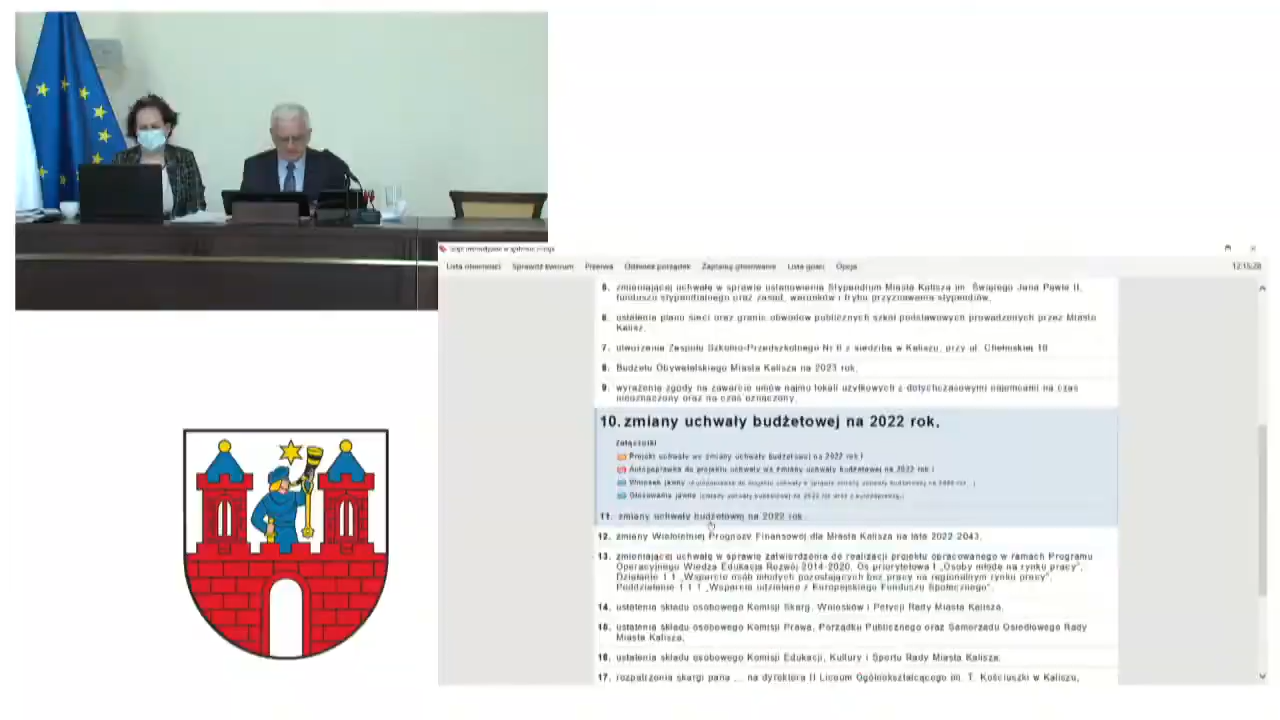 Lista obecności Sprawdź kworum Przerwa Odśwież porządek Zaplanuj głosowanie Lista gości Opcje 12:15:28
zmieniającej uchwałę w sprawie ustanowienia Stypendium Miasta Kalisza im. Świętego Jana Pawła II,
funduszu stypendialnego oraz zasad, warunków i trybu przyznawania stypendiów,
6. ustalenia planu sieci oraz granic obwodów publicznych szkół podstawowych prowadzonych przez Miasto
Kalisz,
7. utworzenia Zespołu Szkolno-Przedszkolnego Nr 8 z siedzibą w Kaliszu, przy ul. Chełmskiej 18
8. Budżetu Obywatelskiego Miasta Kalisza na 2023 rok,
9. wyrażenia zgody na zawarcie umów najmu lokali użytkowych z dotychczasowymi najemcami na czas
nieoznaczony oraz na czas oznaczony,
10. zmiany uchwały budżetowej na 2022 rok,
Załączniki
Projekt uchwały ws zmiany uchwały budżetowej na 2022 rok I
Autopoprawka do projektu uchwały ws zmiany uchwały budżetowej na 2022 rok I
Wniosek jawny
Głosowanie jawne
11. zmiany uchwały budżetowej na 2022 rok,
12. zmiany Wieloletniej Prognozy Finansowej dla Miasta Kalisza na lata 2022-2043,
13. zmieniającej uchwałę w sprawie zatwierdzenia do realizacji projektu opracowanego w ramach Programu
Operacyjnego Wiedza Edukacja Rozwój 2014-2020, Oś priorytetowa I „Osoby młode na rynku pracy”,
Działanie 1.1 „Wsparcie osób młodych pozostających bez pracy na regionalnym rynku pracy”,
Poddziałanie 1.1.1 „Wsparcie udzielane z Europejskiego Funduszu Społecznego”,
14. ustalenia składu osobowego Komisji Skarg, Wniosków i Petycji Rady Miasta Kalisza,
15. ustalenia składu osobowego Komisji Prawa, Porządku Publicznego oraz Samorządu Osiedlowego Rady
Miasta Kalisza,
16. ustalenia składu osobowego Komisji Edukacji, Kultury i Sportu Rady Miasta Kalisza,
17. rozpatrzenia skargi pana ... na dyrektora II Liceum Ogólnokształcącego im. T. Kościuszki w Kaliszu,